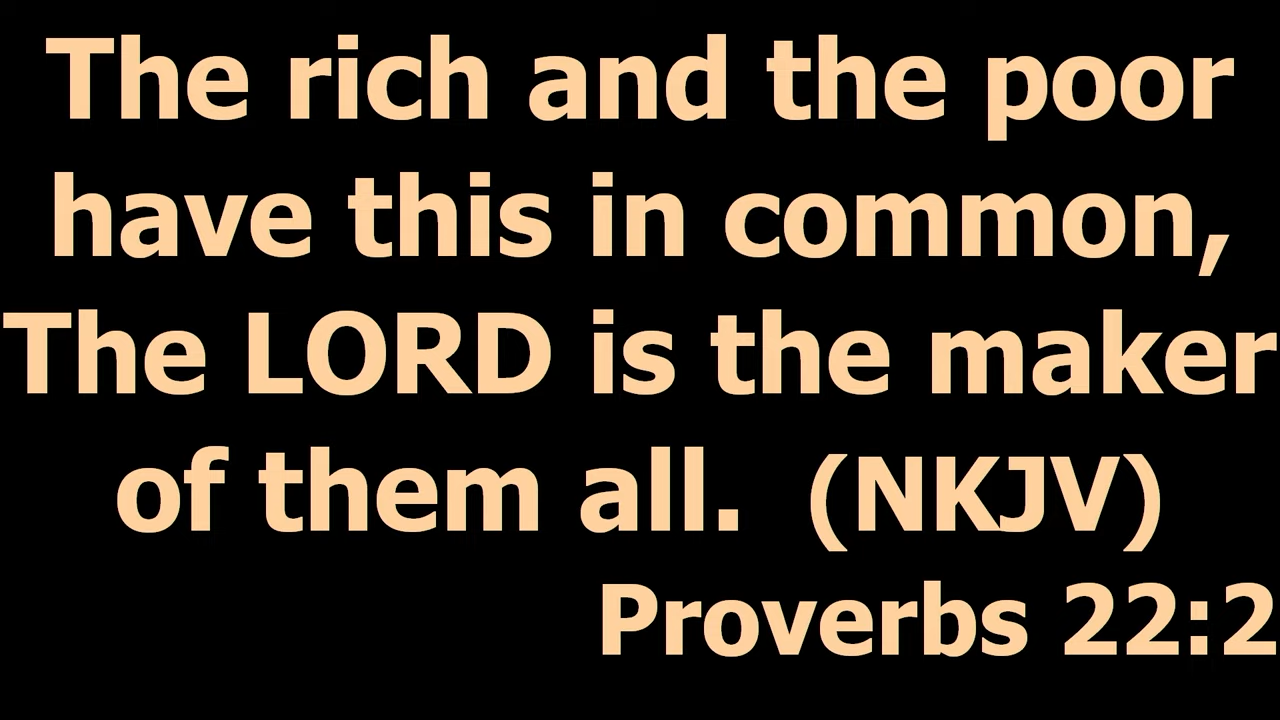 The rich and the poor
have this in common,
The LORD is the maker
of them all.  (NKJV)
Proverbs 22:2